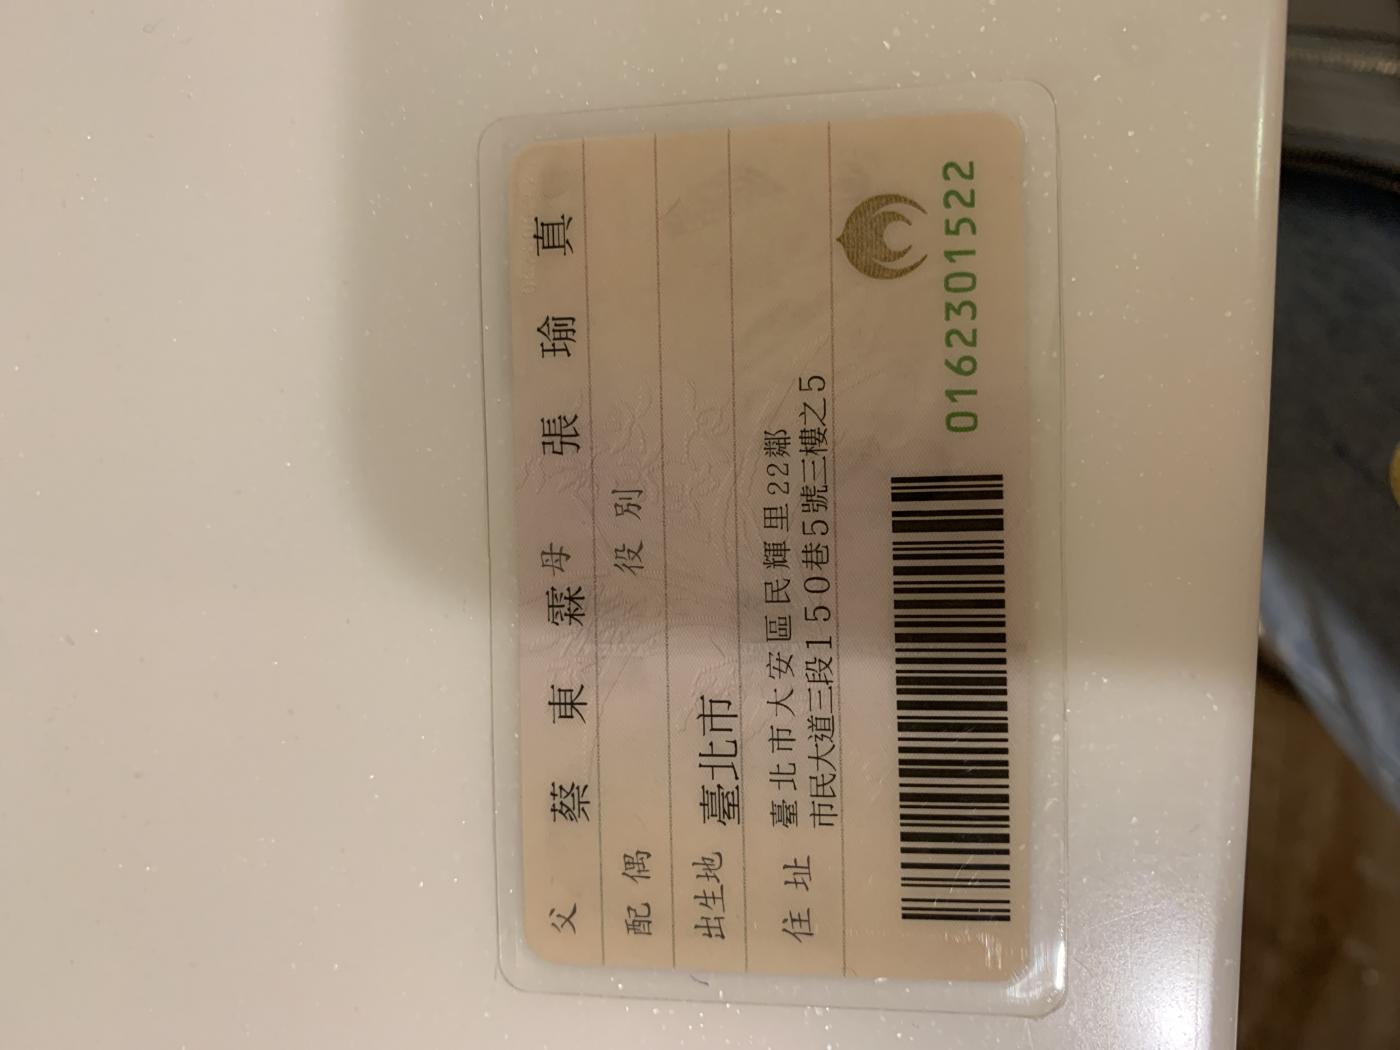 父 蔡東霖 母 張瑜真
配偶 役別
出生地 臺北市
住址 臺北市大安區民輝里22鄰
市民大道三段150巷5號三樓之5
0162301522